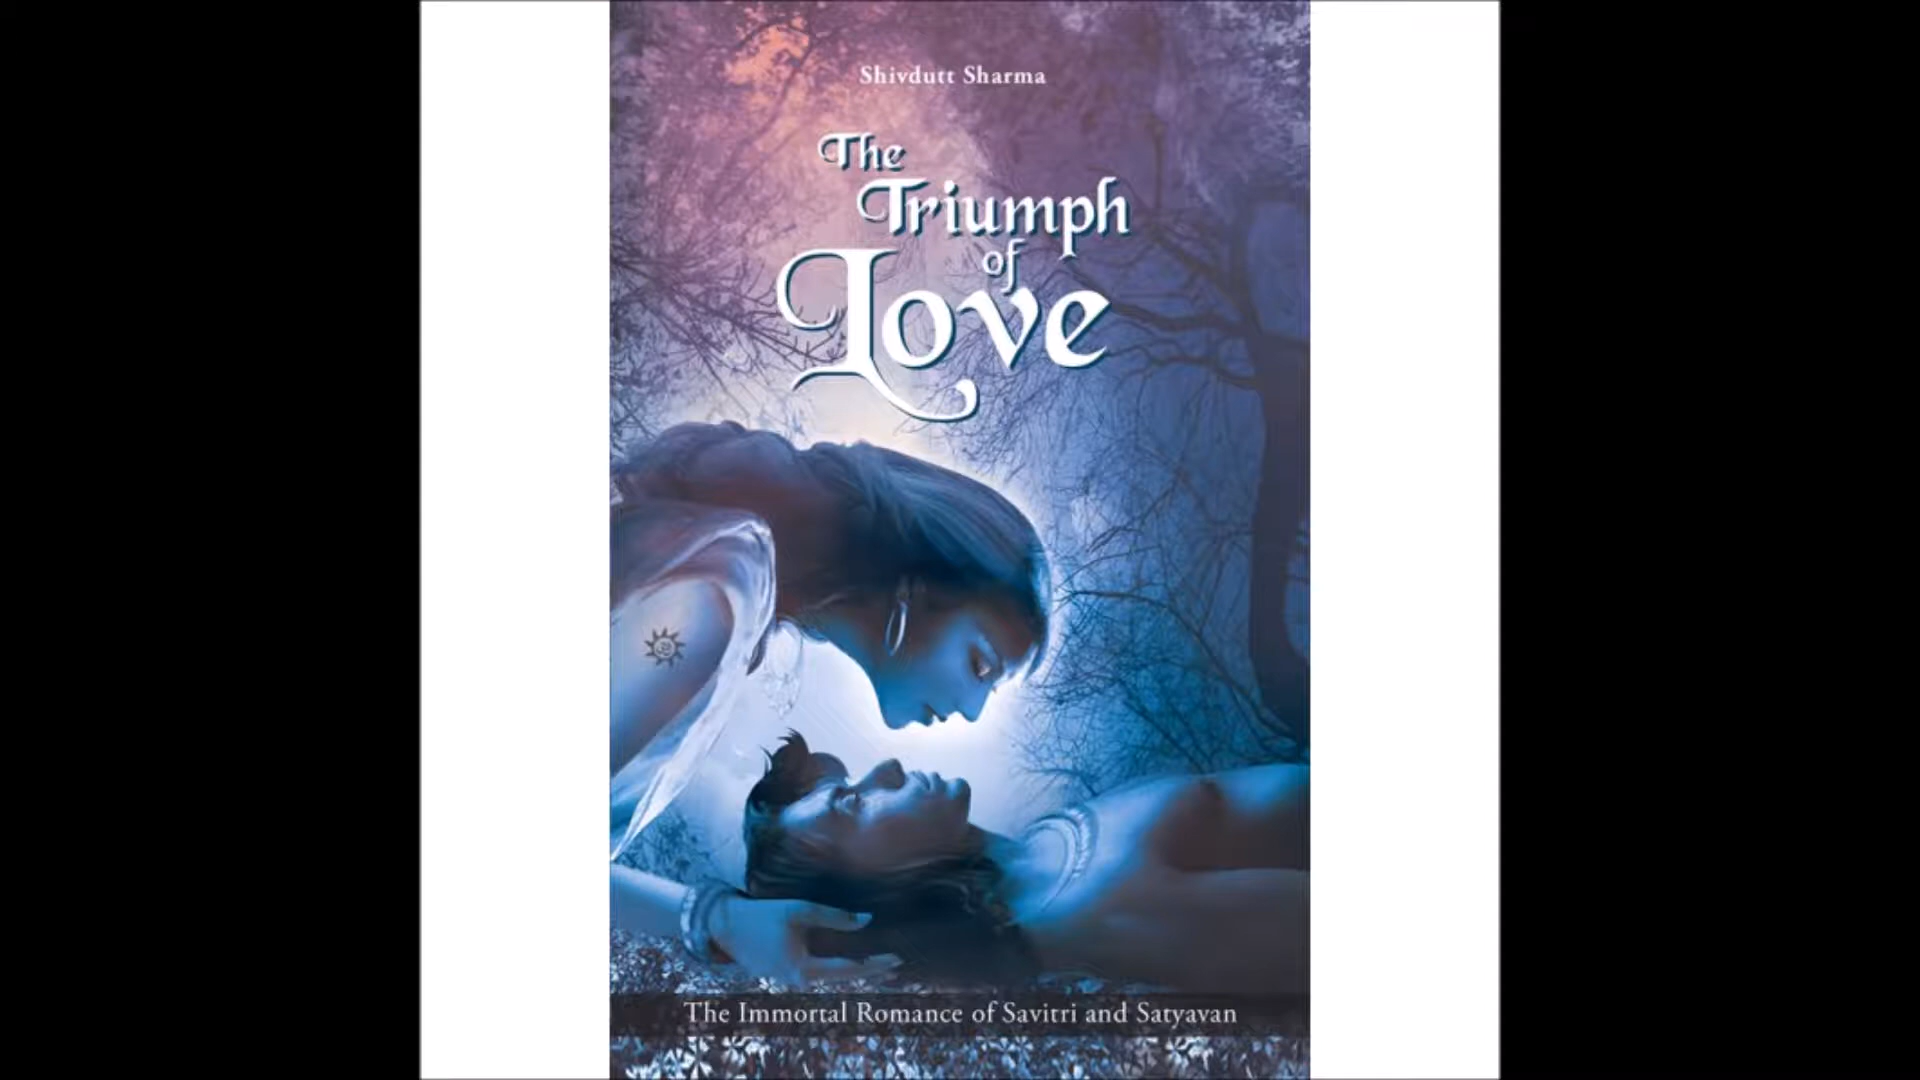 Shivdutt Sharma
The
Triumph
of
Love
The Immortal Romance of Savitri and Satyavan